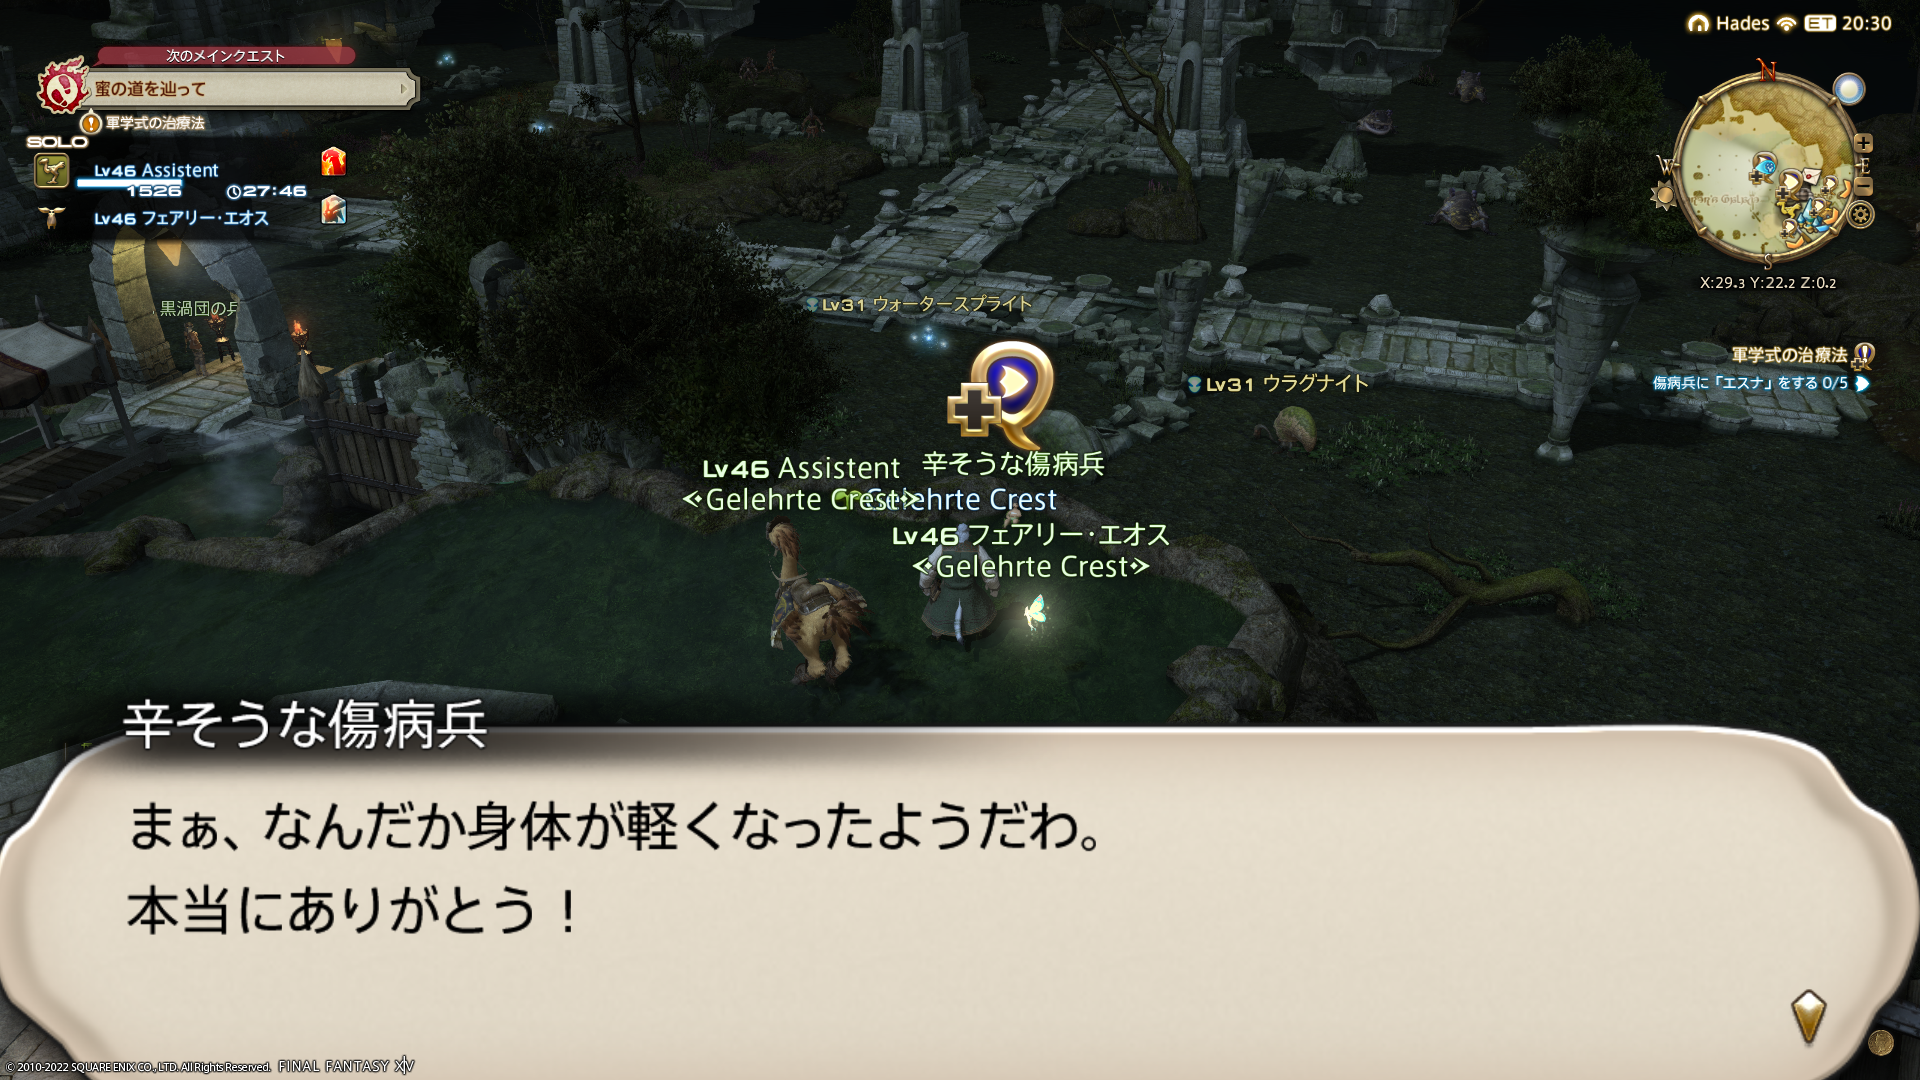 次のメインクエスト
蜜の道を辿って
軍学式の治療法
SOLO
Lv46 Assistent
1526 27:46
Lv46 フェアリー・エオス
Hades ET 20:30
N
W
E
S
X:29.3 Y:22.2 Z:0.2
軍学式の治療法
傷病兵に「エスナ」をする 0/5
黒渦団の兵
Lv31 ウォータースプライト
Lv31 ウラグナイト
辛そうな傷病兵
Lv46 Assistent
«Gelehrte Crest»
Gelehrte Crest
Lv46 フェアリー・エオス
«Gelehrte Crest»
辛そうな傷病兵
まぁ、なんだか身体が軽くなったようだわ。
本当にありがとう！
© 2010-2022 SQUARE ENIX CO., LTD. All Rights Reserved. FINAL FANTASY XIV